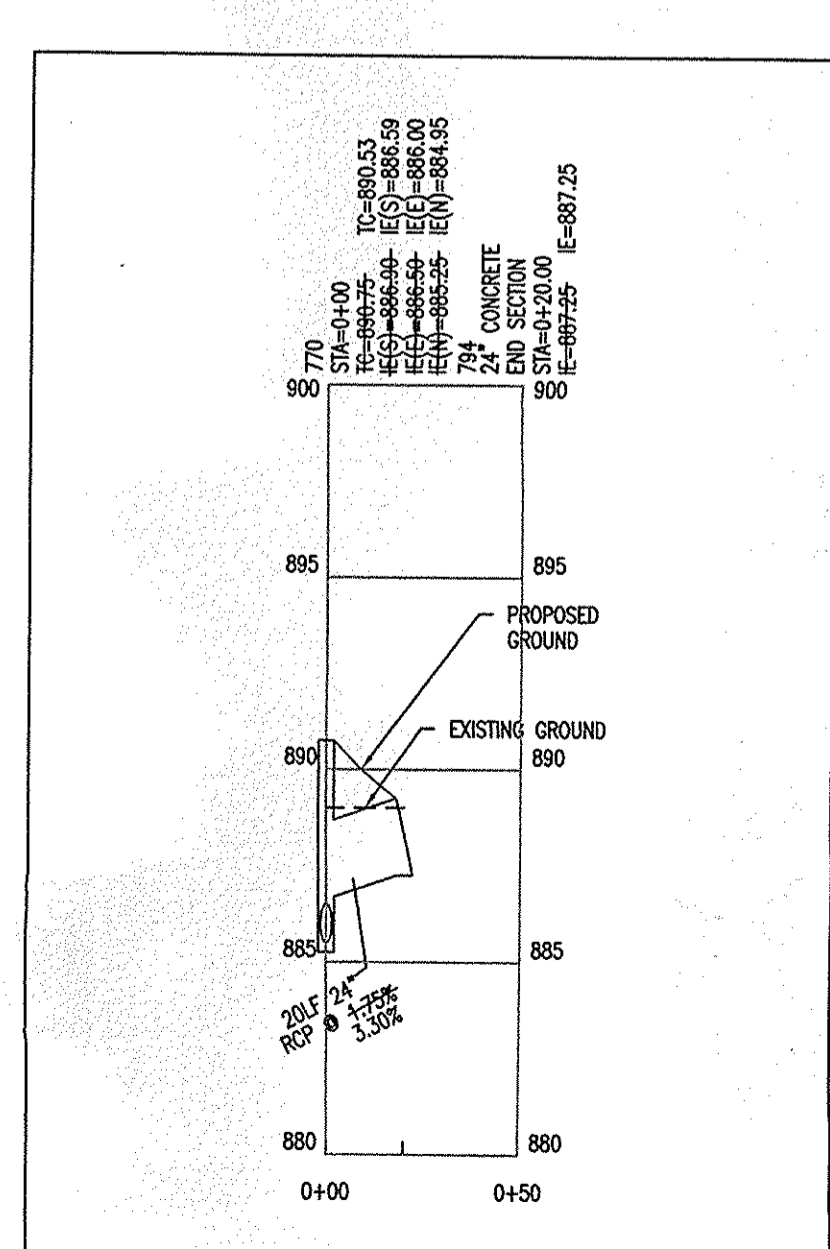 770
STA=0+00
TC=890.75 TC=890.53
IE(S)=886.90 IE(S)=886.59
IE(E)=886.50 IE(E)=886.00
IE(N)=885.25 IE(N)=884.95
794
24" CONCRETE
END SECTION
STA=0+20.00
IE=887.25 IE=887.25
900 900
895 895
PROPOSED
GROUND
EXISTING GROUND
890 890
885 885
20LF 24"
RCP @ 1.75%
3.30%
880 880
0+00 0+50